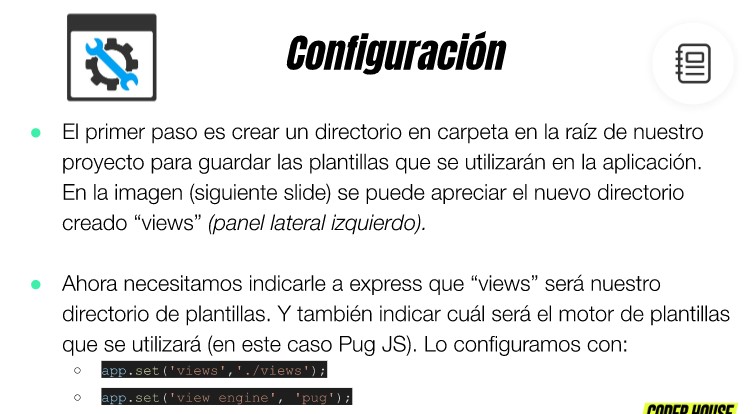 Configuración
El primer paso es crear un directorio en carpeta en la raíz de nuestro
proyecto para guardar las plantillas que se utilizarán en la aplicación.
En la imagen (siguiente slide) se puede apreciar el nuevo directorio
creado “views” (panel lateral izquierdo).
Ahora necesitamos indicarle a express que “views” será nuestro
directorio de plantillas. Y también indicar cuál será el motor de plantillas
que se utilizará (en este caso Pug JS). Lo configuramos con:
app.set('views','./views');
app.set('view engine', 'pug');
CODER HOUSE